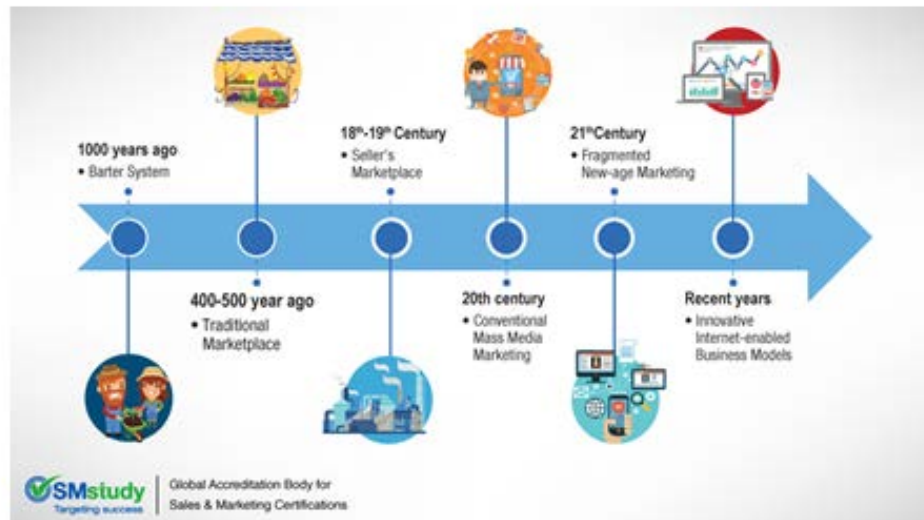 1000 years ago
• Barter System
400-500 year ago
• Traditional
Marketplace
18th-19th Century
• Seller's
Marketplace
20th century
• Conventional
Mass Media
Marketing
21thCentury
• Fragmented
New-age Marketing
Recent years
• Innovative
Internet-enabled
Business Models
SMstudy
Targeting success
Global Accreditation Body for
Sales & Marketing Certifications